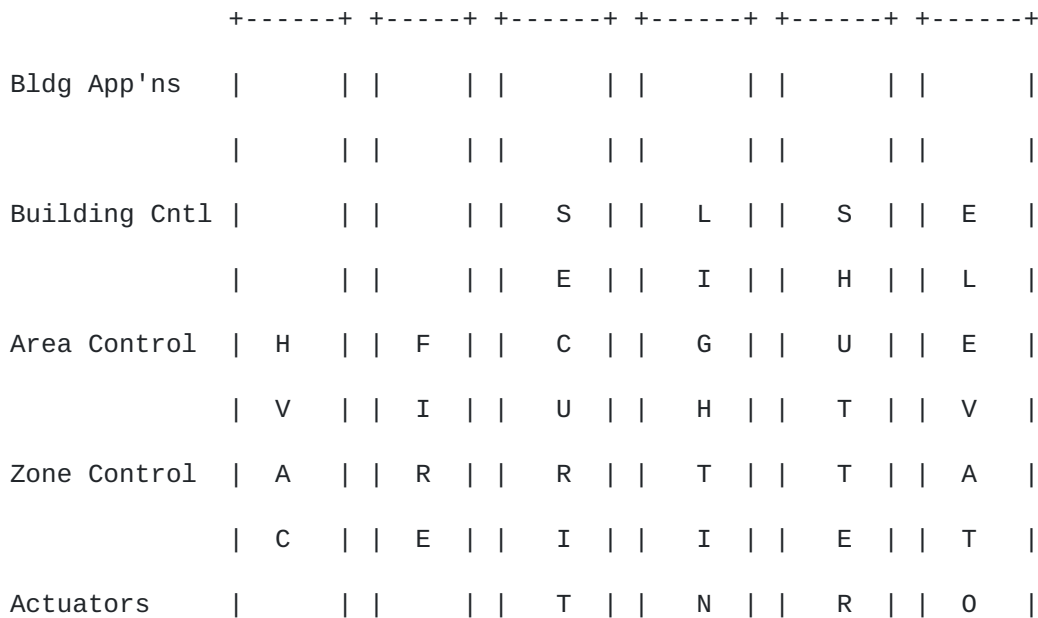 +------+ +-----+ +------+ +------+ +------+ +------+
Bldg App'ns     |      | |     | |      | |      | |      | |      |
                |      | |     | |      | |      | |      | |      |
Building Cntl   |      | |     | |   S  | |   L  | |   S  | |  E   |
                |      | |     | |   E  | |   I  | |   H  | |  L   |
Area Control    |  H   | |  F  | |   C  | |   G  | |   U  | |  E   |
                |  V   | |  I  | |   U  | |   H  | |   T  | |  V   |
Zone Control    |  A   | |  R  | |   R  | |   T  | |   T  | |  A   |
                |  C   | |  E  | |   I  | |   I  | |   E  | |  T   |
Actuators       |      | |     | |   T  | |   N  | |   R  | |  O   |